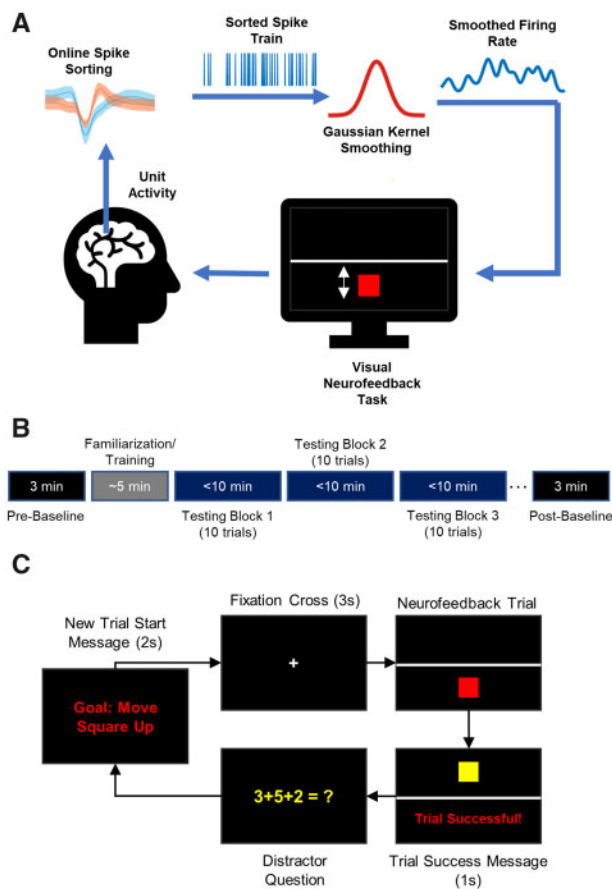 A
Online Spike
Sorting
Sorted Spike
Train
Gaussian Kernel
Smoothing
Smoothed Firing
Rate
Unit
Activity
Visual
Neurofeedback
Task
B
Familiarization/
Training
Testing Block 2
(10 trials)
3 min
~5 min
<10 min
<10 min
<10 min
...
3 min
Pre-Baseline
Testing Block 1
(10 trials)
Testing Block 3
(10 trials)
Post-Baseline
C
New Trial Start
Message (2s)
Fixation Cross (3s)
Neurofeedback Trial
Goal: Move
Square Up
+
3+5+2 = ?
Trial Successful!
Distractor
Question
Trial Success Message
(1s)